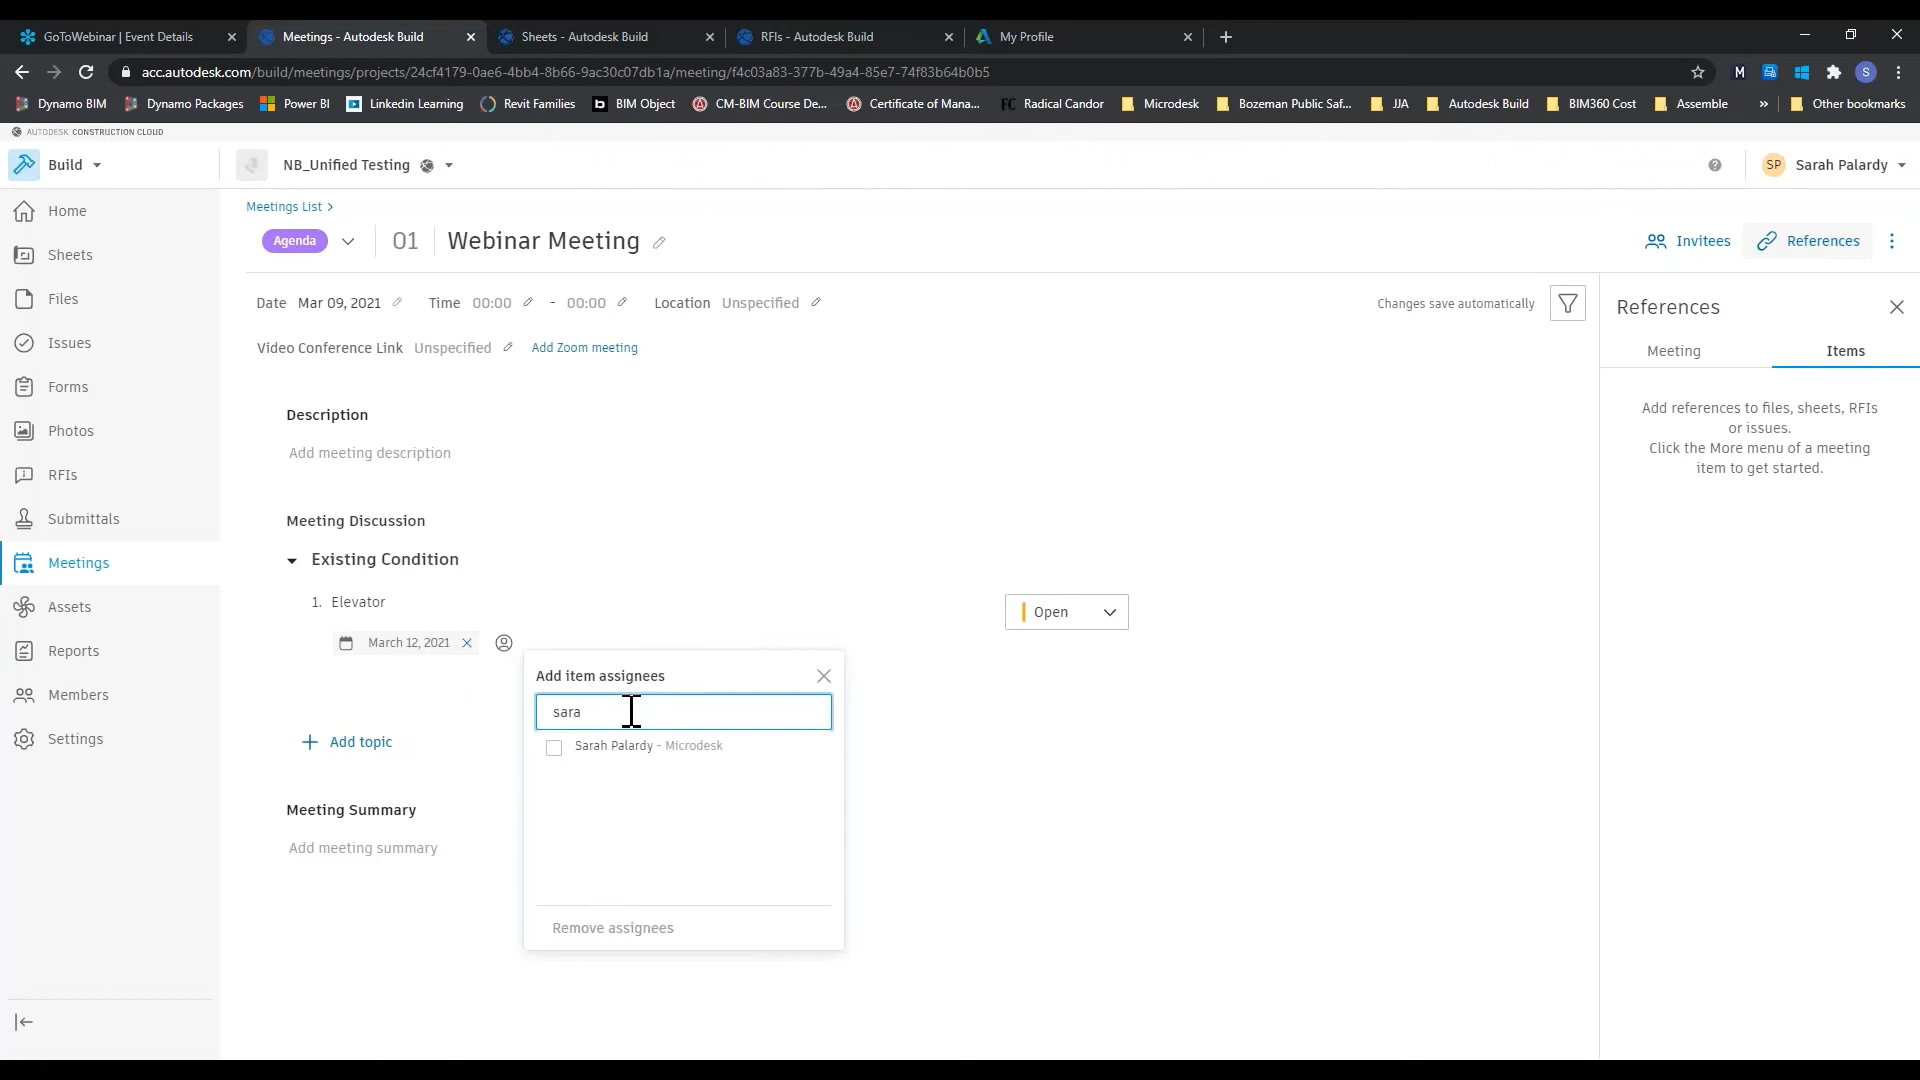 GoToWebinar | Event Details
Meetings - Autodesk Build
Sheets - Autodesk Build
RFIs - Autodesk Build
My Profile
acc.autodesk.com/build/meetings/projects/24cf4179-0ae6-4bb4-8b66-9ac30c07db1a/meeting/f4c03a83-377b-49a4-85e7-74f83b64b0b5
M
S
Dynamo BIM
Dynamo Packages
Power BI
Linkedin Learning
Revit Families
b BIM Object
CM-BIM Course De...
Certificate of Mana...
FC Radical Candor
Microdesk
Bozeman Public Saf...
JJA
Autodesk Build
BIM360 Cost
Assemble
»
Other bookmarks
AUTODESK CONSTRUCTION CLOUD
Build
NB_Unified Testing
SP Sarah Palardy
Home
Sheets
Files
Issues
Forms
Photos
RFIs
Submittals
Meetings
Assets
Reports
Members
Settings
Meetings List >
Agenda
01
Webinar Meeting
Invitees
References
Date Mar 09, 2021
Time 00:00 - 00:00
Location Unspecified
Changes save automatically
Video Conference Link Unspecified
Add Zoom meeting
Description
Add meeting description
Meeting Discussion
Existing Condition
1. Elevator
Open
March 12, 2021
Add item assignees
sara
Sarah Palardy - Microdesk
Remove assignees
+ Add topic
Meeting Summary
Add meeting summary
References
Meeting
Items
Add references to files, sheets, RFIs
or issues.
Click the More menu of a meeting
item to get started.